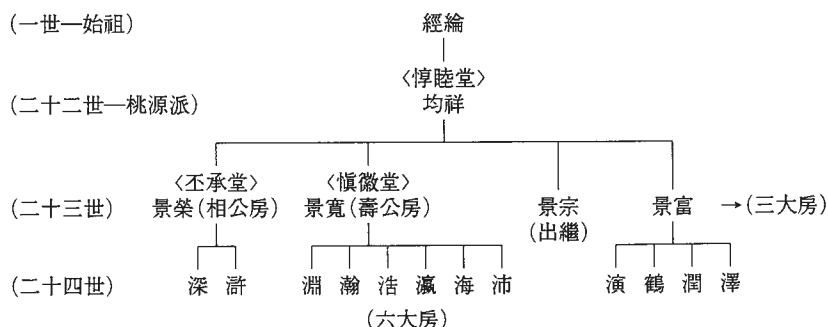 (一世—始祖) 經綸
〈惇睦堂〉
(二十二世—桃源派) 均祥
〈丕承堂〉 〈愼徽堂〉
(二十三世) 景榮(相公房) 景寬(壽公房) 景宗 景富 →(三大房)
(出繼)
(二十四世) 深 滸 淵 瀚 浩 瀛 海 沛 演 鶴 潤 澤
(六大房)